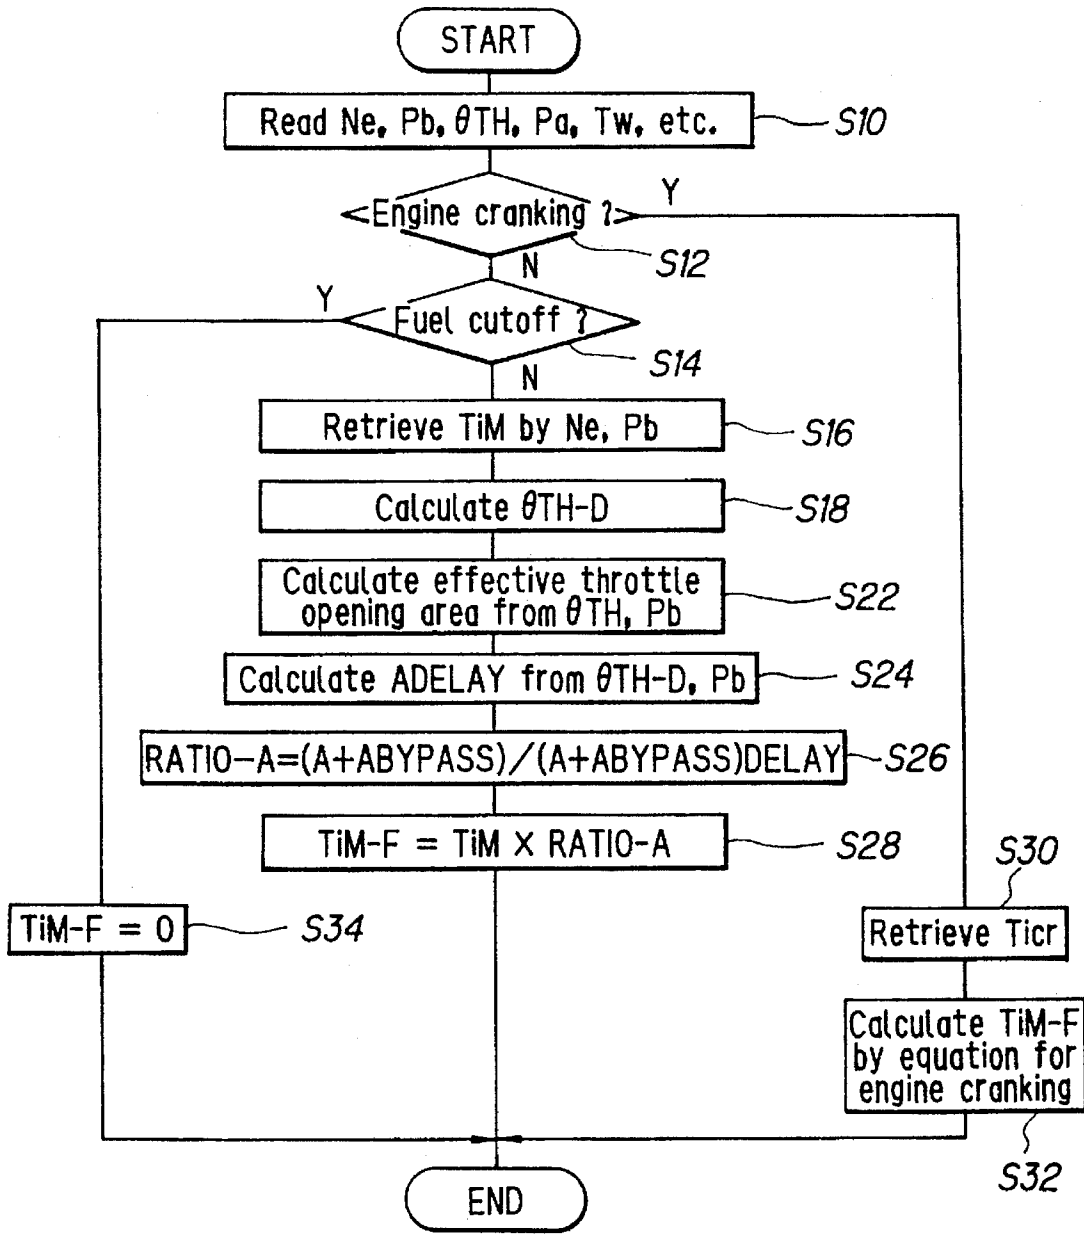 START
Read Ne, Pb, θTH, Pa, Tw, etc.
S10
Engine cranking ?
Y
S12
N
Y
Fuel cutoff ?
S14
N
Retrieve TiM by Ne, Pb
S16
Calculate θTH-D
S18
Calculate effective throttle
opening area from θTH, Pb
S22
Calculate ADELAY from θTH-D, Pb
S24
RATIO-A=(A+ABYPASS)/(A+ABYPASS)DELAY
S26
TiM-F = TiM X RATIO-A
S28
S30
TiM-F = 0
S34
Retrieve Ticr
Calculate TiM-F
by equation for
engine cranking
S32
END